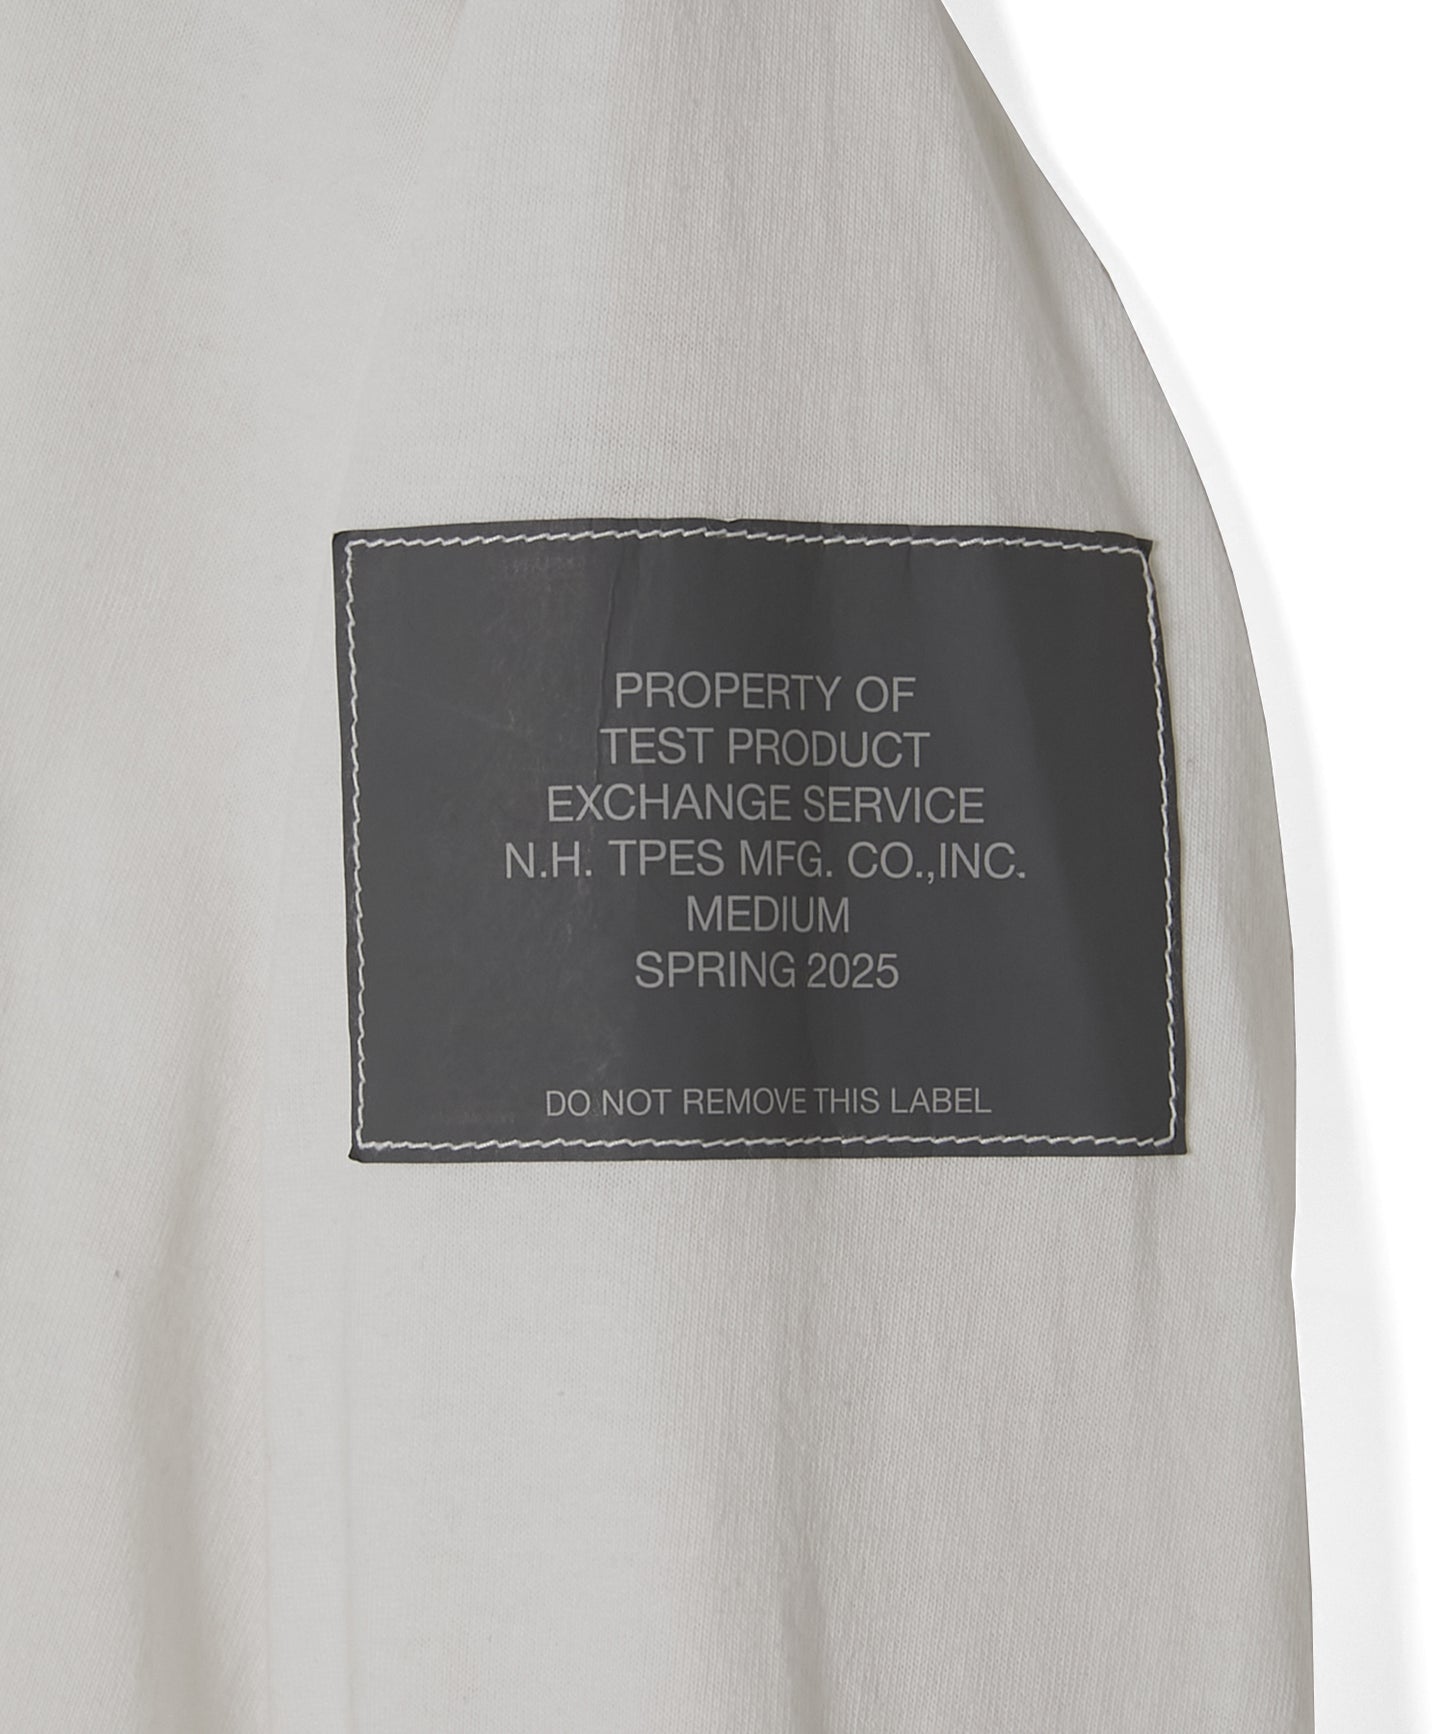 PROPERTY OF
TEST PRODUCT
EXCHANGE SERVICE
N.H. TPES MFG. CO.,INC.
MEDIUM
SPRING 2025
DO NOT REMOVE THIS LABEL